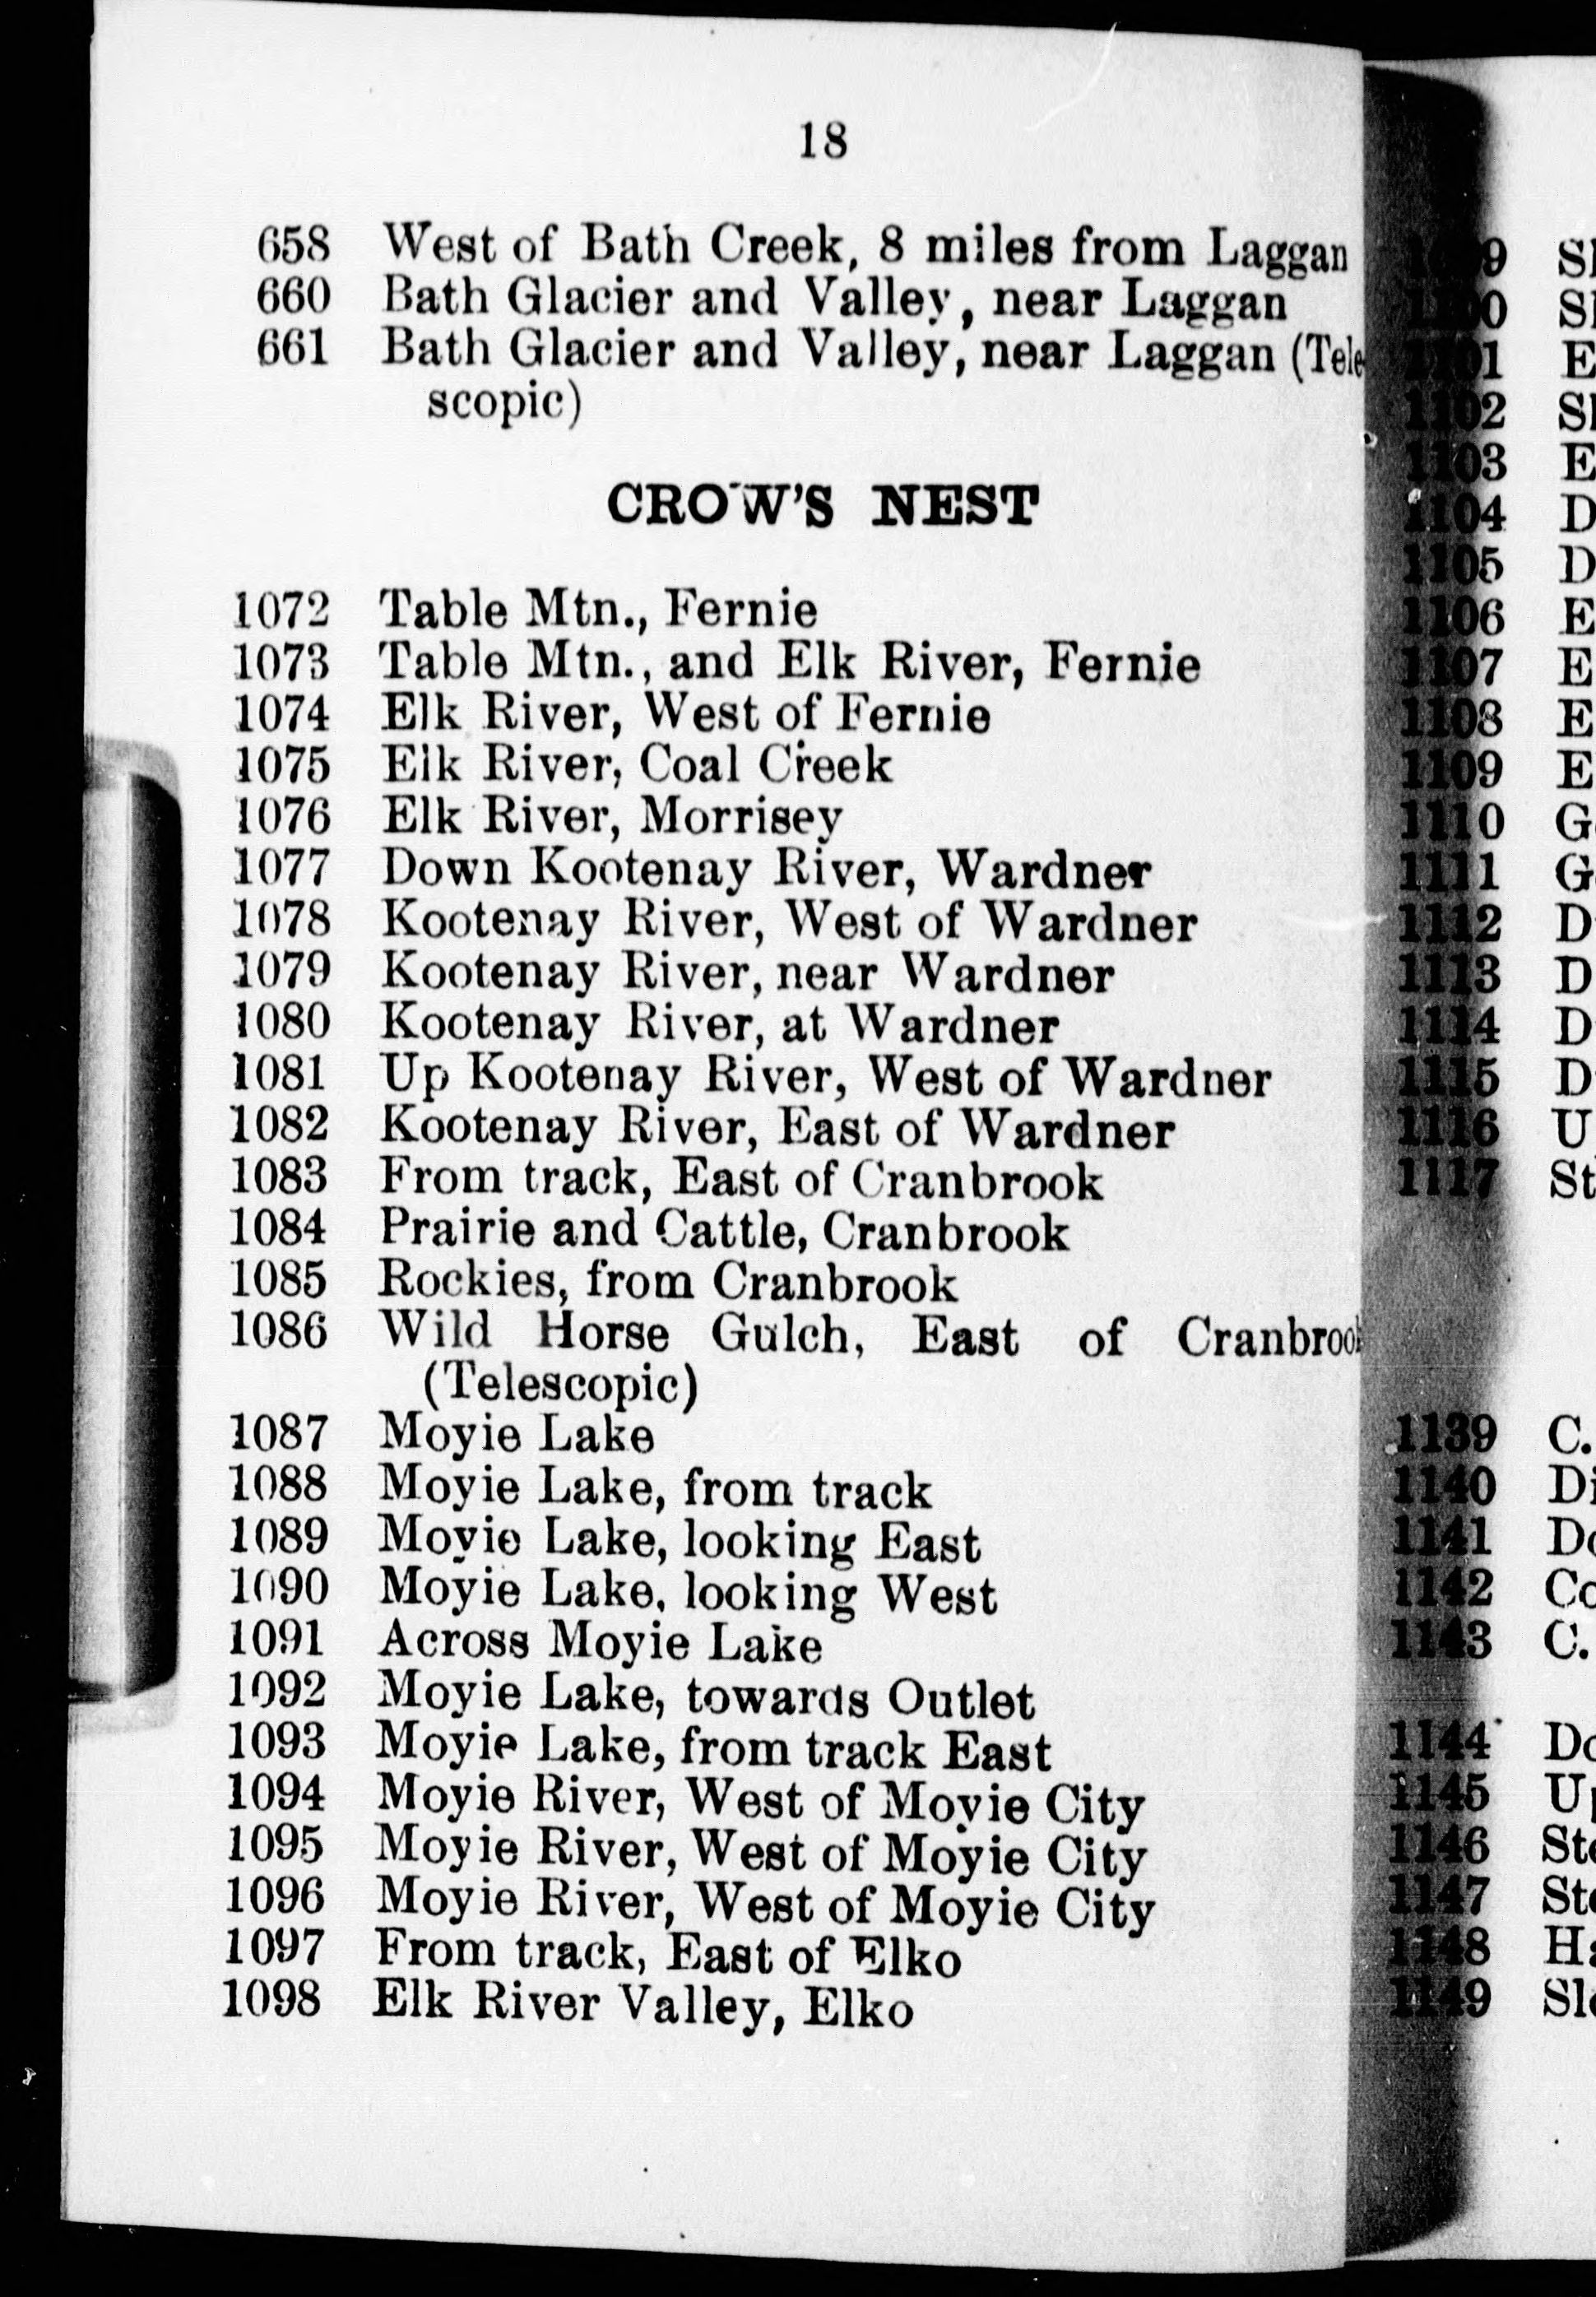 18
658 West of Bath Creek, 8 miles from Laggan
660 Bath Glacier and Valley, near Laggan
661 Bath Glacier and Valley, near Laggan (Tele-
scopic)
CROW'S NEST
1072 Table Mtn., Fernie
1073 Table Mtn., and Elk River, Fernie
1074 Elk River, West of Fernie
1075 Elk River, Coal Creek
1076 Elk River, Morrisey
1077 Down Kootenay River, Wardner
1078 Kootenay River, West of Wardner
1079 Kootenay River, near Wardner
1080 Kootenay River, at Wardner
1081 Up Kootenay River, West of Wardner
1082 Kootenay River, East of Wardner
1083 From track, East of Cranbrook
1084 Prairie and Cattle, Cranbrook
1085 Rockies, from Cranbrook
1086 Wild Horse Gulch, East of Cranbrook
(Telescopic)
1087 Moyie Lake
1088 Moyie Lake, from track
1089 Moyie Lake, looking East
1090 Moyie Lake, looking West
1091 Across Moyie Lake
1092 Moyie Lake, towards Outlet
1093 Moyie Lake, from track East
1094 Moyie River, West of Moyie City
1095 Moyie River, West of Moyie City
1096 Moyie River, West of Moyie City
1097 From track, East of Elko
1098 Elk River Valley, Elko
1102
1103
1104
1105
1106
1107
1108
1109
1110
1111
1112
1113
1114
1115
1116
1117
1139
1140
1141
1142
1143
1144
1145
1146
1147
1148
1149